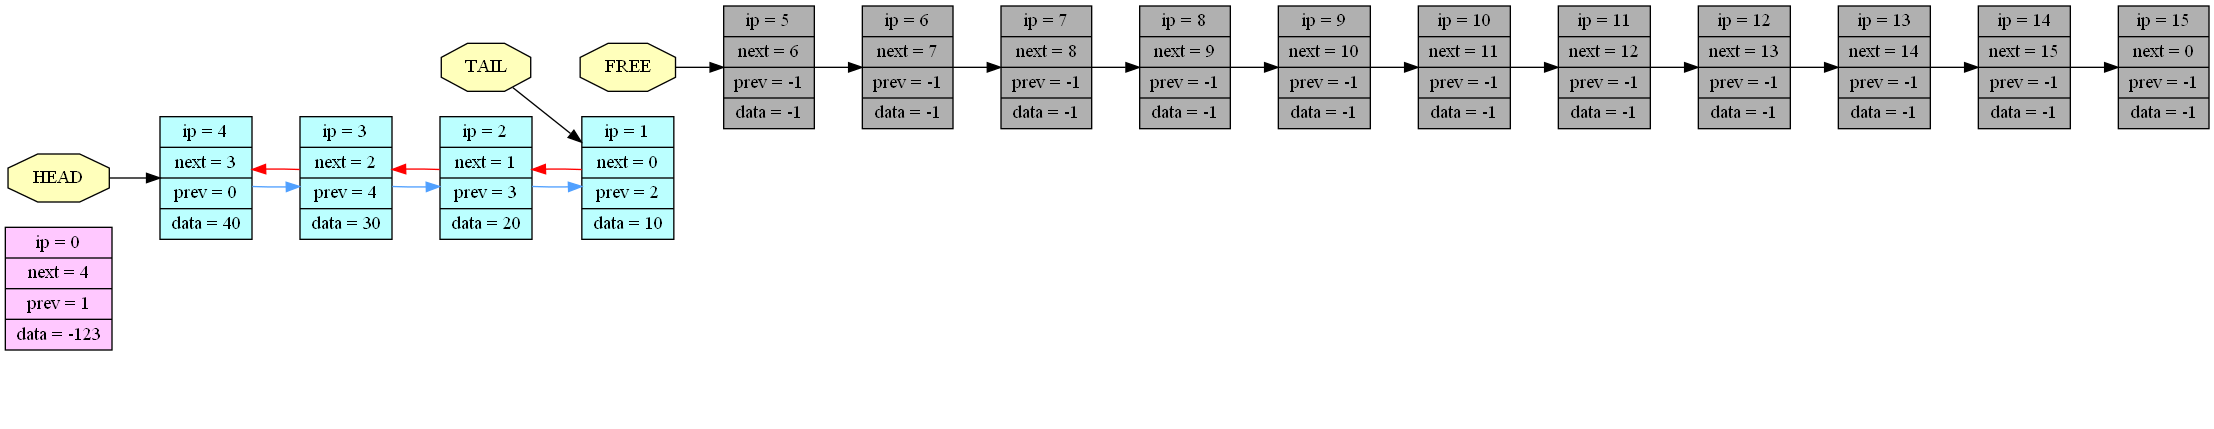 ip = 5
next = 6
prev = -1
data = -1
ip = 6
next = 7
prev = -1
data = -1
ip = 7
next = 8
prev = -1
data = -1
ip = 8
next = 9
prev = -1
data = -1
ip = 9
next = 10
prev = -1
data = -1
ip = 10
next = 11
prev = -1
data = -1
ip = 11
next = 12
prev = -1
data = -1
ip = 12
next = 13
prev = -1
data = -1
ip = 13
next = 14
prev = -1
data = -1
ip = 14
next = 15
prev = -1
data = -1
ip = 15
next = 0
prev = -1
data = -1
TAIL
FREE
HEAD
ip = 4
next = 3
prev = 0
data = 40
ip = 3
next = 2
prev = 4
data = 30
ip = 2
next = 1
prev = 3
data = 20
ip = 1
next = 0
prev = 2
data = 10
ip = 0
next = 4
prev = 1
data = -123